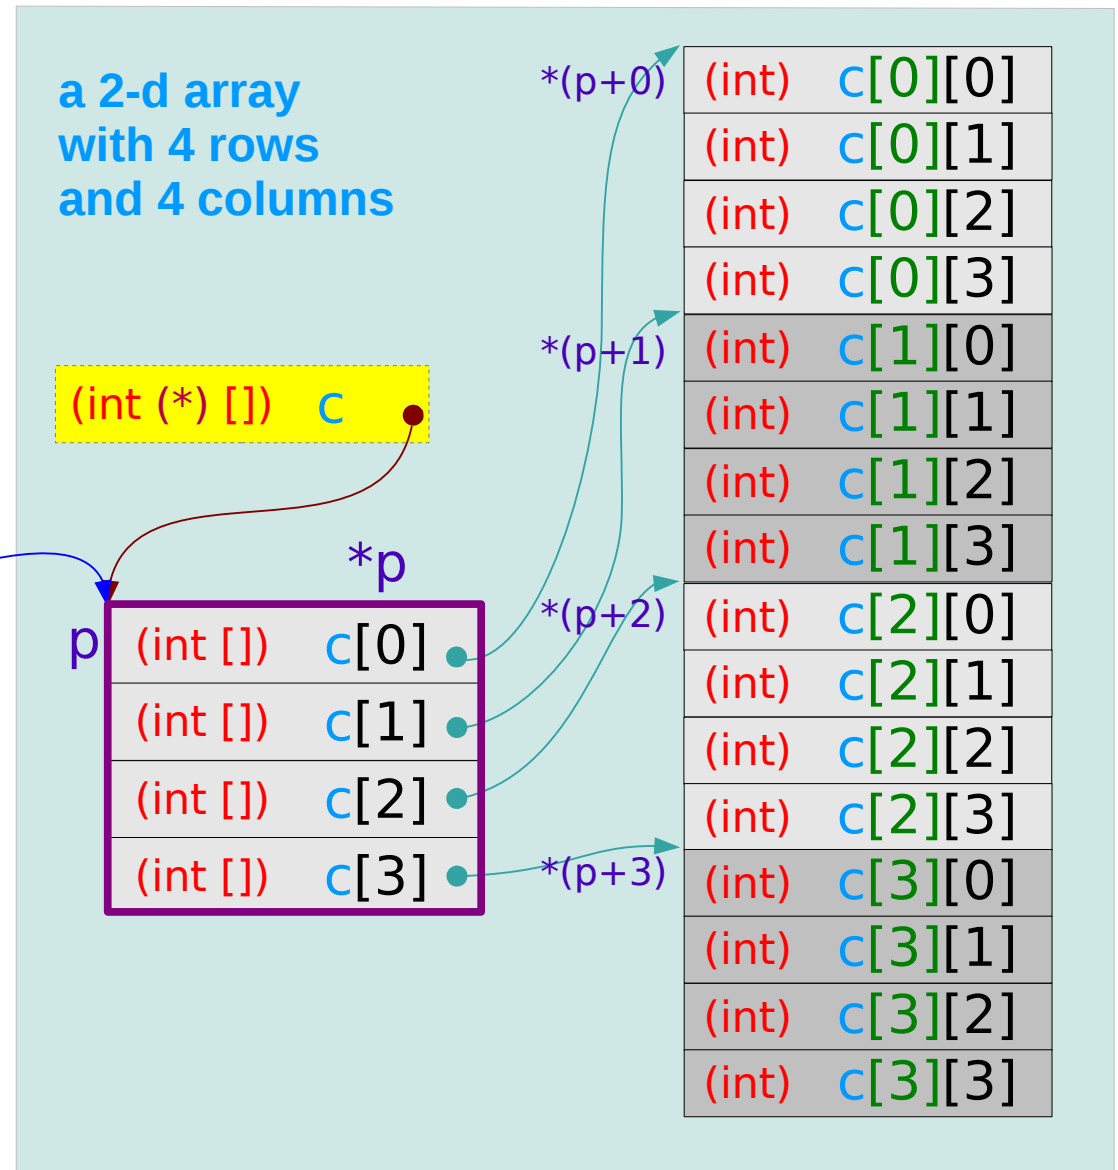 a 2-d array
with 4 rows
and 4 columns
(int (*) []) c
*p
p
(int []) c[0]
(int []) c[1]
(int []) c[2]
(int []) c[3]
*(p+0)
*(p+1)
*(p+2)
*(p+3)
(int) c[0][0]
(int) c[0][1]
(int) c[0][2]
(int) c[0][3]
(int) c[1][0]
(int) c[1][1]
(int) c[1][2]
(int) c[1][3]
(int) c[2][0]
(int) c[2][1]
(int) c[2][2]
(int) c[2][3]
(int) c[3][0]
(int) c[3][1]
(int) c[3][2]
(int) c[3][3]